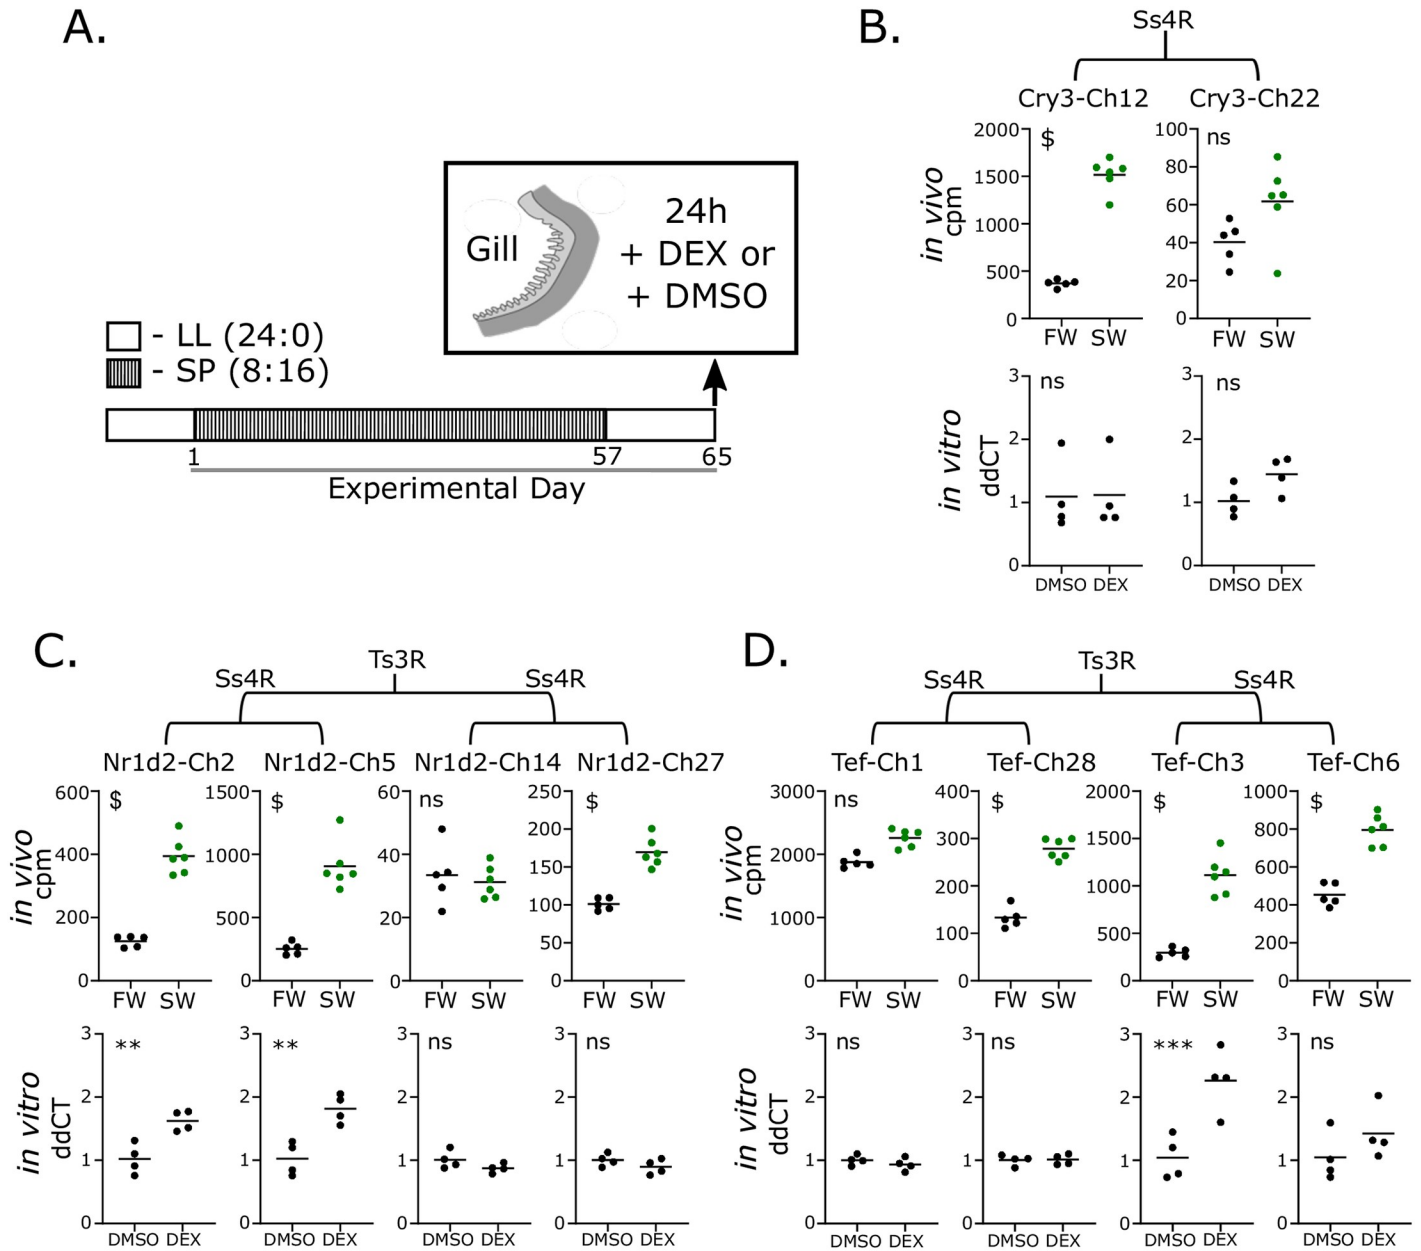 A.
Gill
24h
+ DEX or
+ DMSO
- LL (24:0)
- SP (8:16)
1 57 65
Experimental Day
B.
Ss4R
Cry3-Ch12 Cry3-Ch22
in vivo
cpm
2000
1500
1000
500
0
$
FW SW
100
80
60
40
20
0
ns
FW SW
in vitro
ddCT
3
2
1
0
ns
DMSO DEX
3
2
1
0
ns
DMSO DEX
C.
Ts3R
Ss4R Ss4R
Nr1d2-Ch2 Nr1d2-Ch5 Nr1d2-Ch14 Nr1d2-Ch27
in vivo
cpm
600
400
200
0
$
FW SW
1500
1000
500
0
$
FW SW
60
40
20
0
ns
FW SW
250
200
150
100
50
0
$
FW SW
in vitro
ddCT
3
2
1
0
**
DMSO DEX
3
2
1
0
**
DMSO DEX
3
2
1
0
ns
DMSO DEX
3
2
1
0
ns
DMSO DEX
D.
Ts3R
Ss4R Ss4R
Tef-Ch1 Tef-Ch28 Tef-Ch3 Tef-Ch6
in vivo
cpm
3000
2000
1000
0
ns
FW SW
400
300
200
100
0
$
FW SW
2000
1500
1000
500
0
$
FW SW
1000
800
600
400
200
0
$
FW SW
in vitro
ddCT
3
2
1
0
ns
DMSO DEX
3
2
1
0
ns
DMSO DEX
3
2
1
0
***
DMSO DEX
3
2
1
0
ns
DMSO DEX